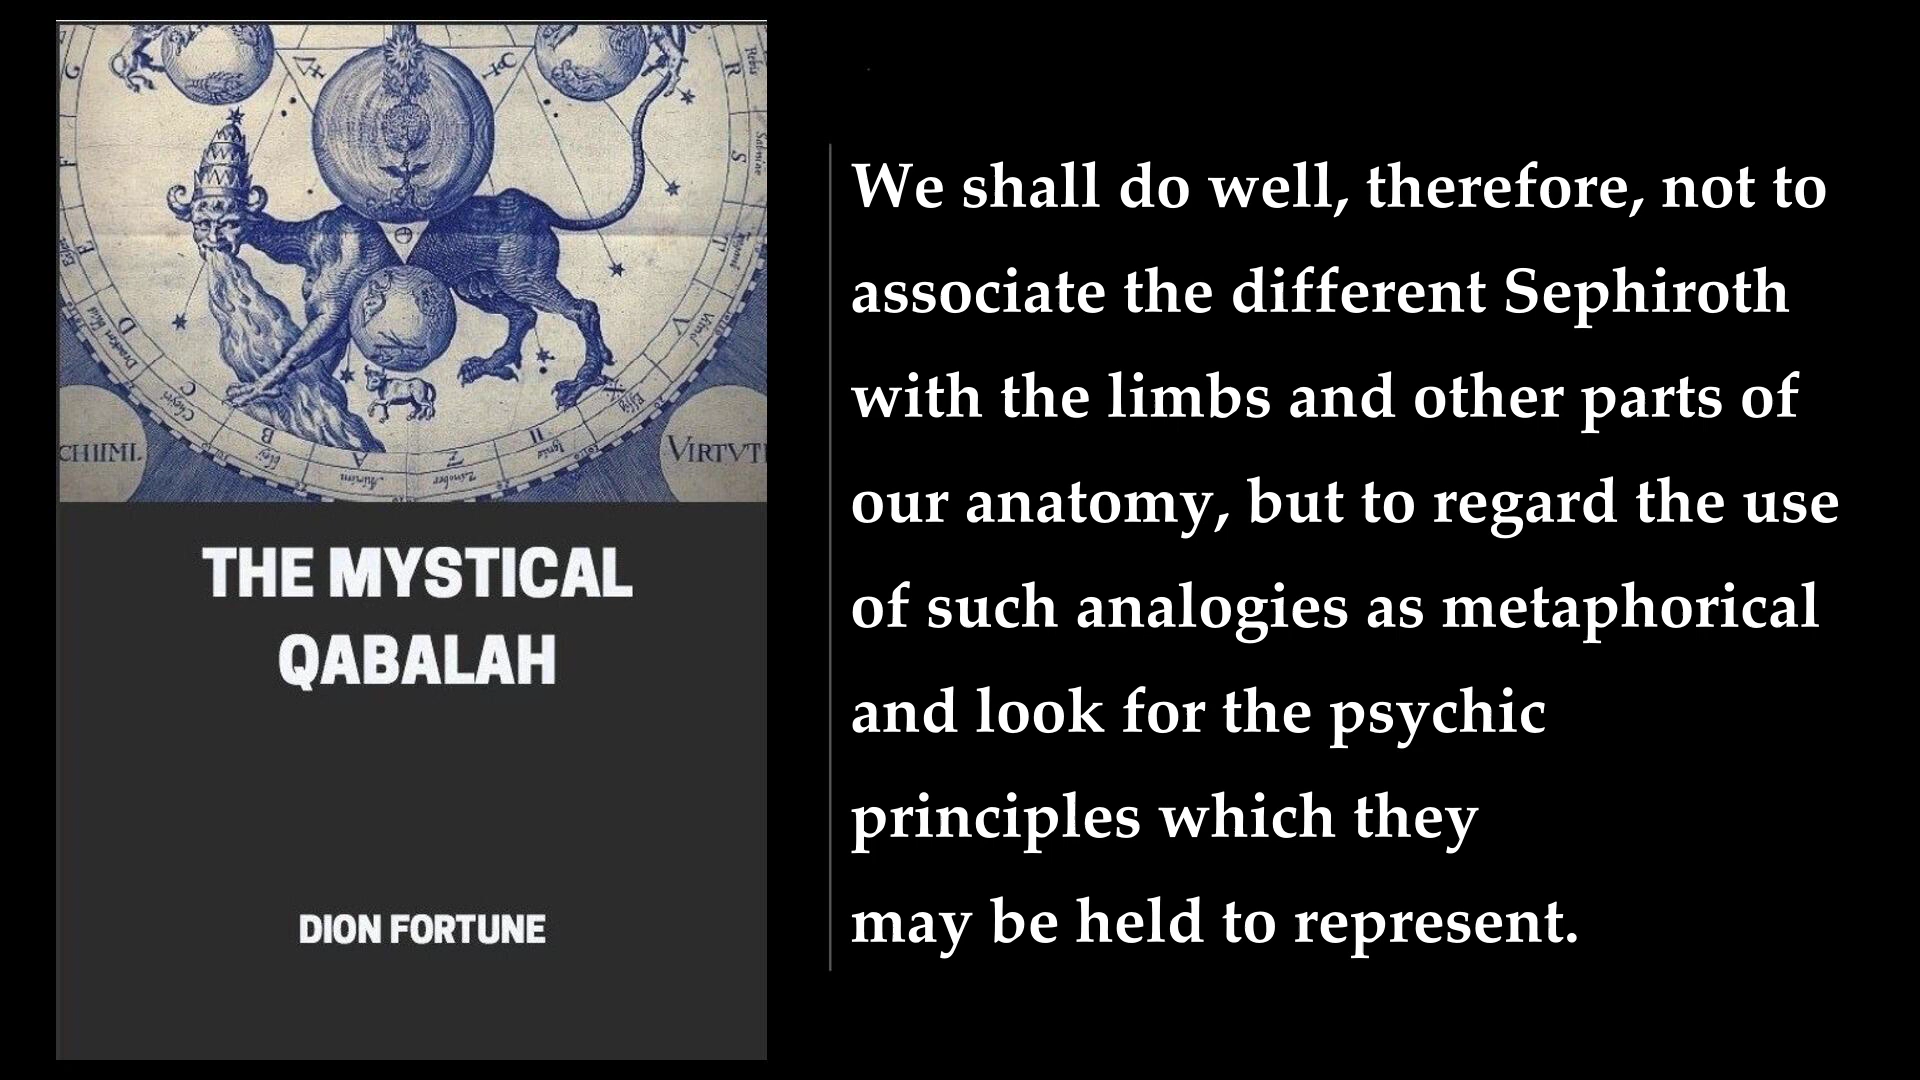 CHIIMI.
VIRTVTI
THE MYSTICAL
QABALAH
DION FORTUNE
We shall do well, therefore, not to
associate the different Sephiroth
with the limbs and other parts of
our anatomy, but to regard the use
of such analogies as metaphorical
and look for the psychic
principles which they
may be held to represent.